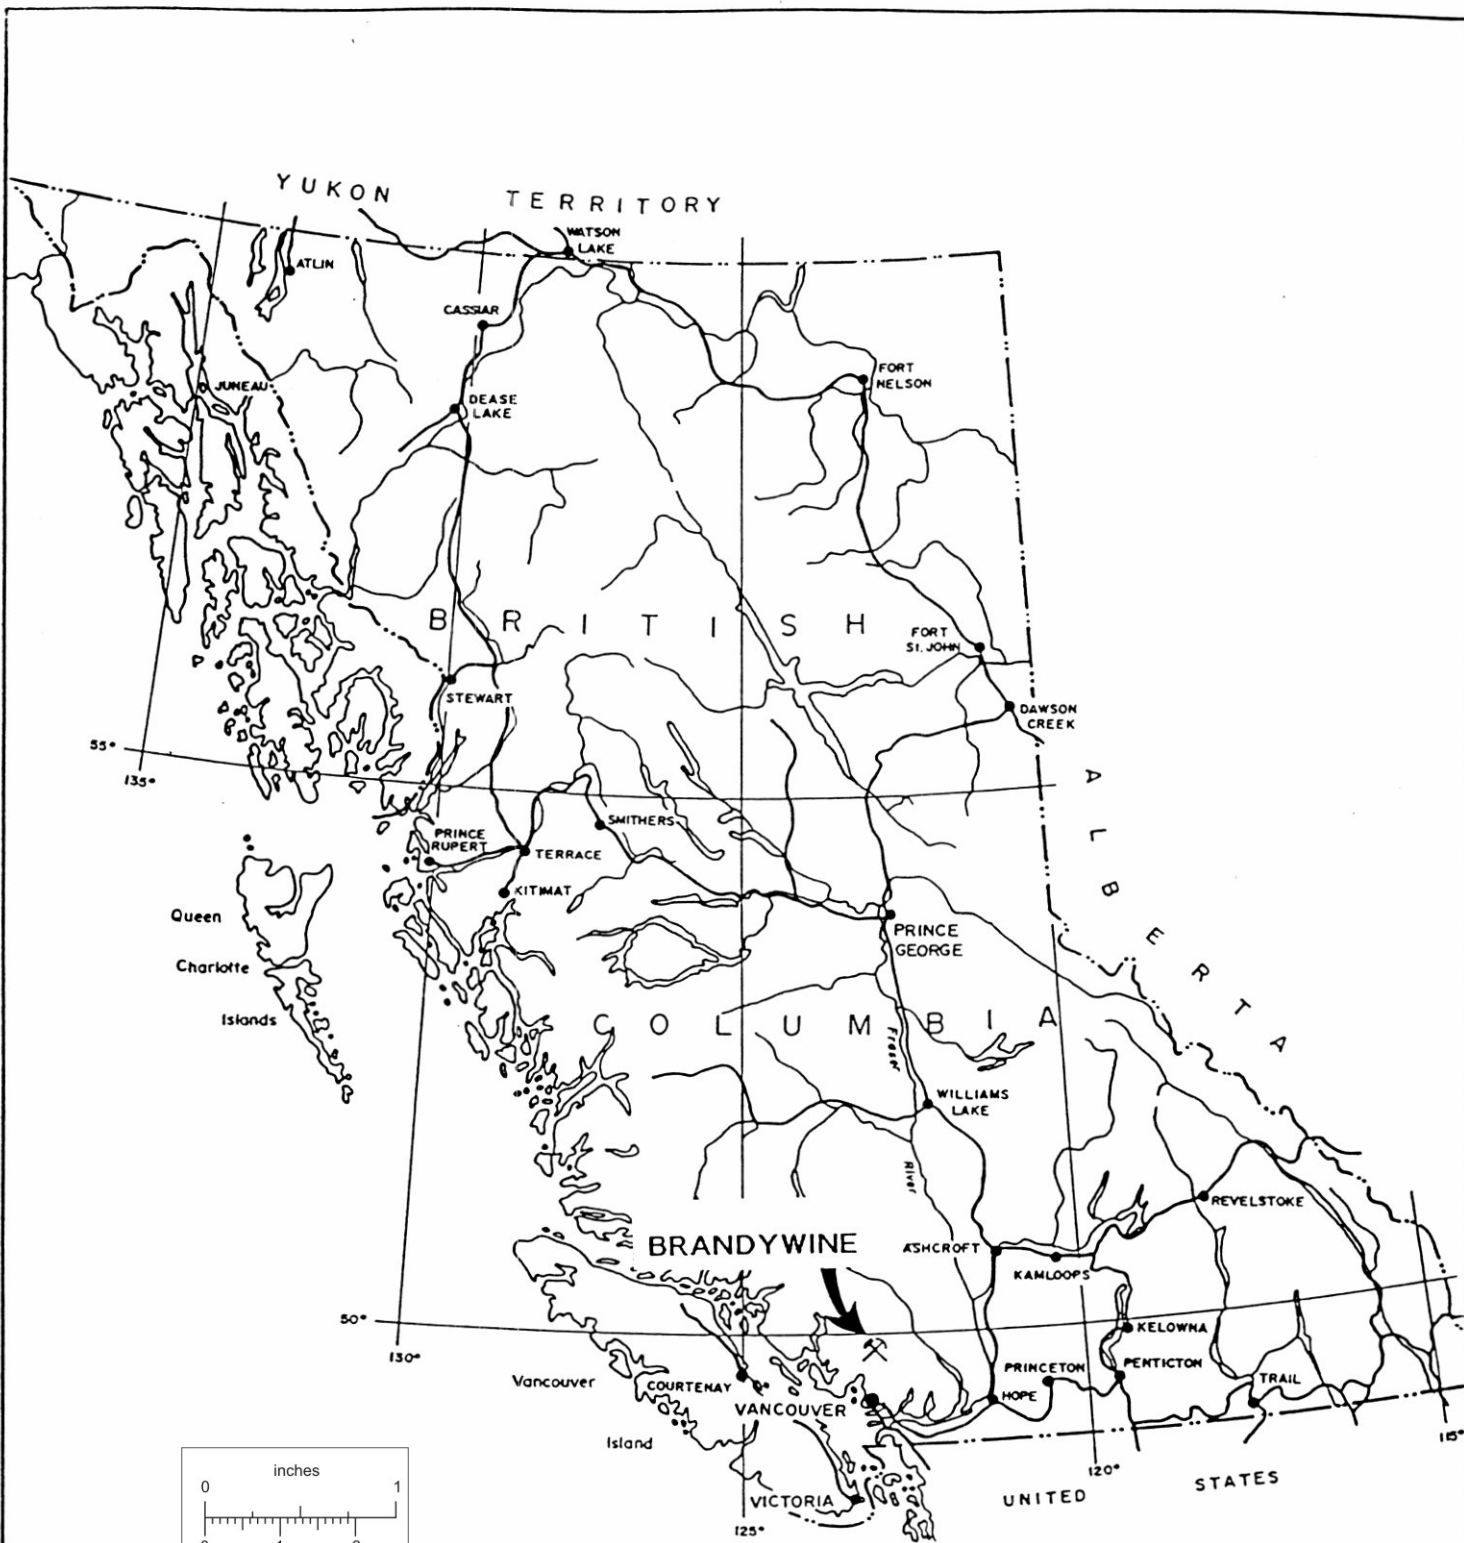 YUKON TERRITORY
WATSON
LAKE
ATLIN
CASSIAR
JUNEAU
FORT
NELSON
DEASE
LAKE
BRITISH
FORT
St. JOHN
STEWART
DAWSON
CREEK
55°
135°
ALBERTA
SMITHERS
PRINCE
RUPERT
TERRACE
KITIMAT
Queen
Charlotte
Islands
PRINCE
GEORGE
COLUMBIA
Fraser
River
WILLIAMS
LAKE
REVELSTOKE
BRANDYWINE
ASHCROFT
KAMLOOPS
50°
130°
KELOWNA
PRINCETON
PENTICTON
TRAIL
HOPE
Vancouver
Island
COURTENAY
VANCOUVER
VICTORIA
125°
120°
115°
UNITED STATES
inches
0 1